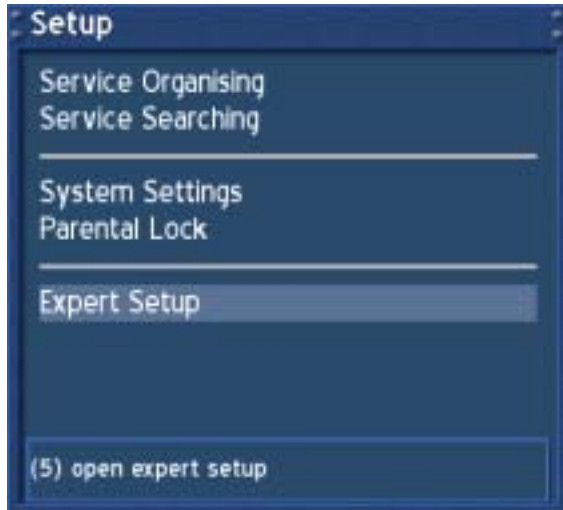 Setup
Service Organising
Service Searching
System Settings
Parental Lock
Expert Setup
(5) open expert setup